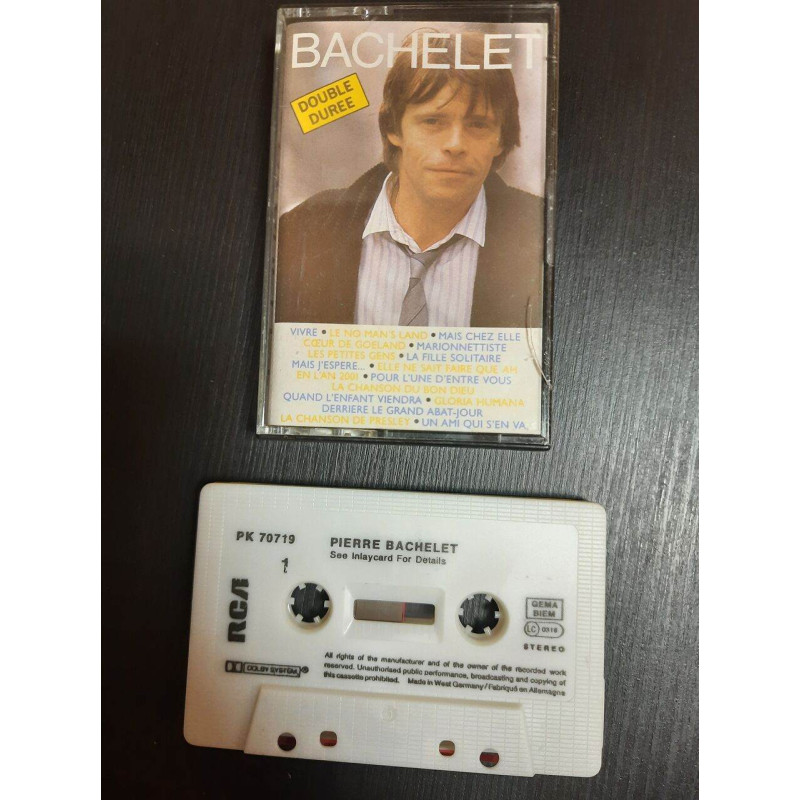 BACHELET
DOUBLE
DUREE
VIVRE • LE NO MAN'S LAND • MAIS CHEZ ELLE
CŒUR DE GOELAND • MARIONNETTISTE
LES PETITES GENS • LA FILLE SOLITAIRE
MAIS J'ESPERE... • ELLE NE SAIT FAIRE QUE 4H
EN L'AN 2001 • POUR L'UNE D'ENTRE VOUS
LA CHANSON DU BON DIEU
QUAND L'ENFANT VIENDRA • GLORIA HUMANA
DERRIERE LE GRAND ABAT-JOUR
LA CHANSON DE PRESLEY • UN AMI QUI S'EN VA
PK 70719
PIERRE BACHELET
See Inlaycard For Details
1
RCA
GEMA
BIEM
LC 0316
STEREO
DOLBY SYSTEM ®
All rights of the manufacturer and of the owner of the recorded work
reserved. Unauthorised public performance, broadcasting and copying of
this cassette prohibited. Made in West Germany/Fabriqué en Allemagne